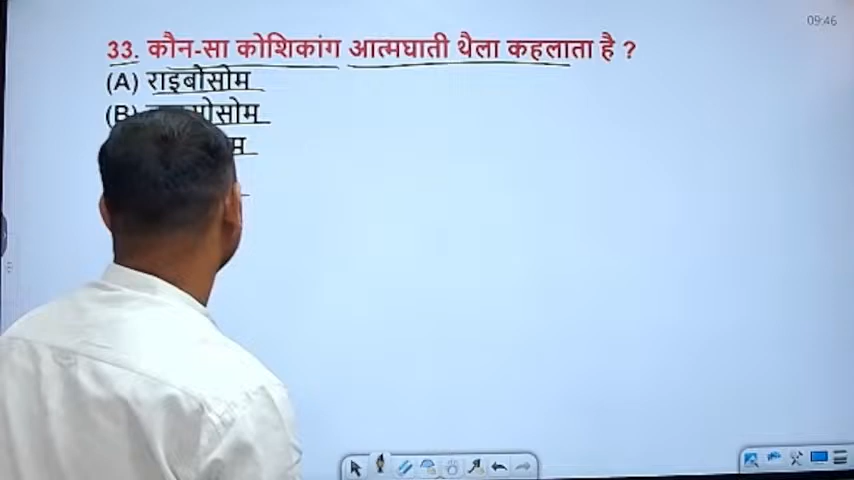 09:46
33. कौन-सा कोशिकांग आत्मघाती थैला कहलाता है ?
(A) राइबोसोम
(B)